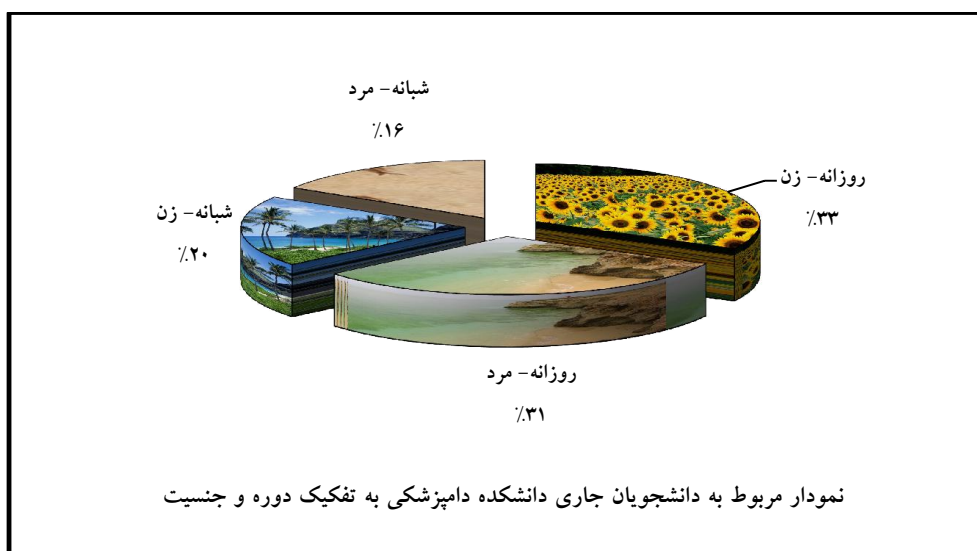 شبانه- مرد
٪۱۶
روزانه- زن
٪۳۳
شبانه- زن
٪۲۰
روزانه- مرد
٪۳۱
نمودار مربوط به دانشجویان جاری دانشکده دامپزشکی به تفکیک دوره و جنسیت